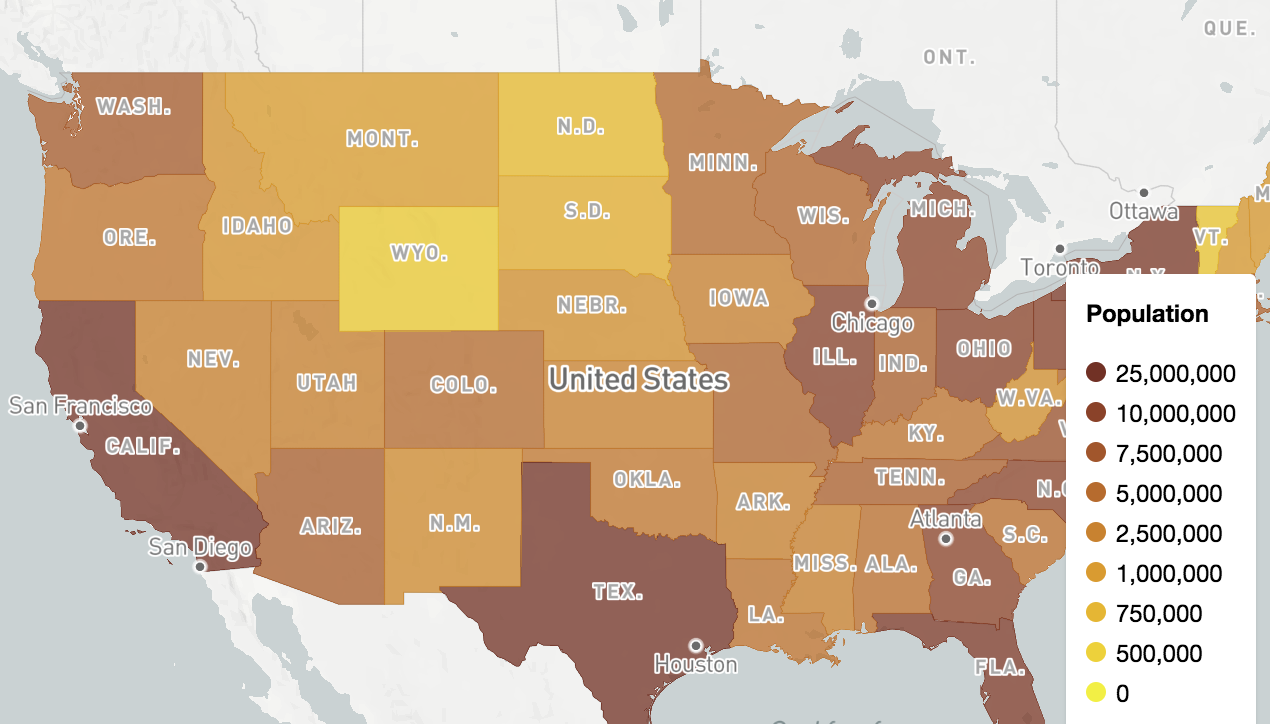 QUE.
ONT.
WASH.
MONT.
N.D.
MINN.
ORE.
IDAHO
WYO.
S.D.
WIS.
MICH.
Ottawa
VT.
Toronto
N.Y.
NEBR.
IOWA
Chicago
NEV.
UTAH
COLO.
United States
ILL.
IND.
OHIO
W.VA.
San Francisco
CALIF.
KY.
OKLA.
TENN.
ARIZ.
N.M.
ARK.
Atlanta
S.C.
San Diego
MISS.
ALA.
GA.
TEX.
LA.
Houston
FLA.
Population
25,000,000
10,000,000
7,500,000
5,000,000
2,500,000
1,000,000
750,000
500,000
0